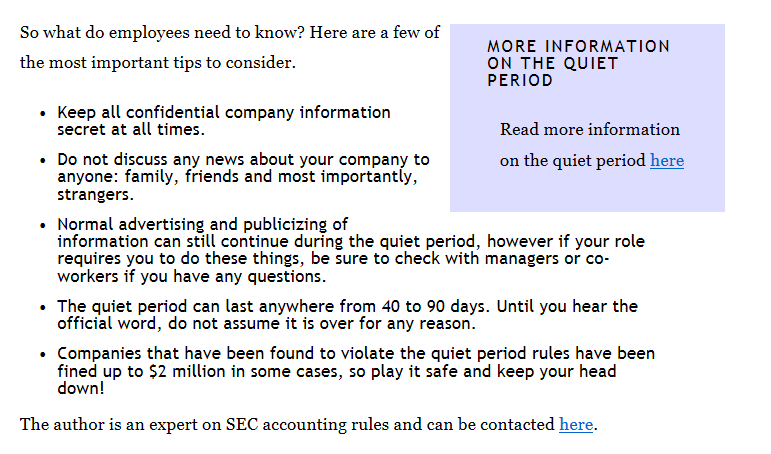 So what do employees need to know? Here are a few of
the most important tips to consider.
MORE INFORMATION
ON THE QUIET
PERIOD
Read more information
on the quiet period here
• Keep all confidential company information
secret at all times.
• Do not discuss any news about your company to
anyone: family, friends and most importantly,
strangers.
• Normal advertising and publicizing of
information can still continue during the quiet period, however if your role
requires you to do these things, be sure to check with managers or co-
workers if you have any questions.
• The quiet period can last anywhere from 40 to 90 days. Until you hear the
official word, do not assume it is over for any reason.
• Companies that have been found to violate the quiet period rules have been
fined up to $2 million in some cases, so play it safe and keep your head
down!
The author is an expert on SEC accounting rules and can be contacted here.